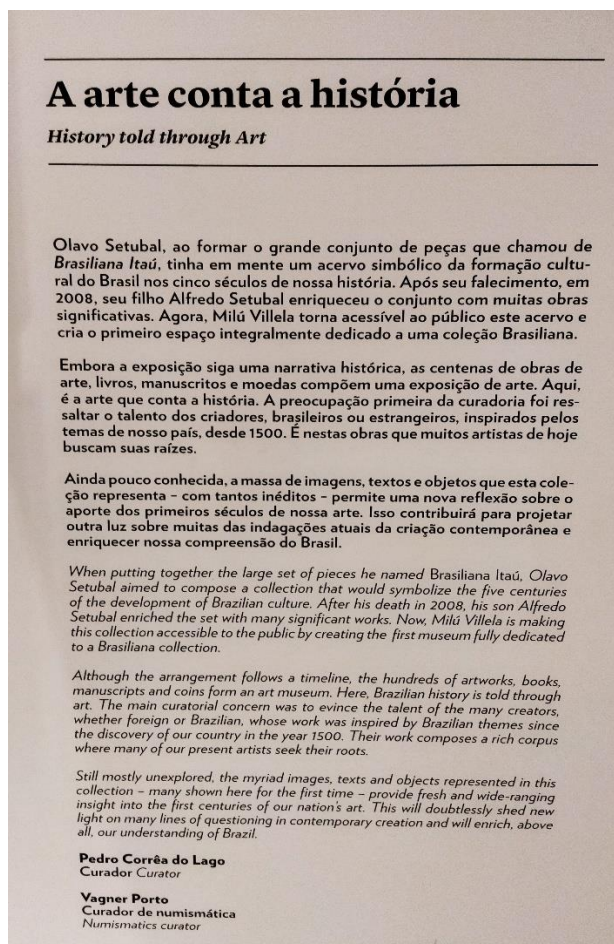 A arte conta a história
History told through Art
Olavo Setubal, ao formar o grande conjunto de peças que chamou de
Brasiliana Itaú, tinha em mente um acervo simbólico da formação cultu-
ral do Brasil nos cinco séculos de nossa história. Após seu falecimento, em
2008, seu filho Alfredo Setubal enriqueceu o conjunto com muitas obras
significativas. Agora, Milú Villela torna acessível ao público este acervo e
cria o primeiro espaço integralmente dedicado a uma coleção Brasiliana.
Embora a exposição siga uma narrativa histórica, as centenas de obras de
arte, livros, manuscritos e moedas compõem uma exposição de arte. Aqui,
é a arte que conta a história. A preocupação primeira da curadoria foi res-
saltar o talento dos criadores, brasileiros ou estrangeiros, inspirados pelos
temas de nosso país, desde 1500. É nestas obras que muitos artistas de hoje
buscam suas raízes.
Ainda pouco conhecida, a massa de imagens, textos e objetos que esta cole-
ção representa – com tantos inéditos – permite uma nova reflexão sobre o
aporte dos primeiros séculos de nossa arte. Isso contribuirá para projetar
outra luz sobre muitas das indagações atuais da criação contemporânea e
enriquecer nossa compreensão do Brasil.
When putting together the large set of pieces he named Brasiliana Itaú, Olavo
Setubal aimed to compose a collection that would symbolize the five centuries
of the development of Brazilian culture. After his death in 2008, his son Alfredo
Setubal enriched the set with many significant works. Now, Milú Villela is making
this collection accessible to the public by creating the first museum fully dedicated
to a Brasiliana collection.
Although the arrangement follows a timeline, the hundreds of artworks, books,
manuscripts and coins form an art museum. Here, Brazilian history is told through
art. The main curatorial concern was to evince the talent of the many creators,
whether foreign or Brazilian, whose work was inspired by Brazilian themes since
the discovery of our country in the year 1500. Their work composes a rich corpus
where many of our present artists seek their roots.
Still mostly unexplored, the myriad images, texts and objects represented in this
collection – many shown here for the first time – provide fresh and wide-ranging
insight into the first centuries of our nation's art. This will doubtlessly shed new
light on many lines of questioning in contemporary creation and will enrich, above
all, our understanding of Brazil.
Pedro Corrêa do Lago
Curador Curator
Vagner Porto
Curador de numismática
Numismatics curator